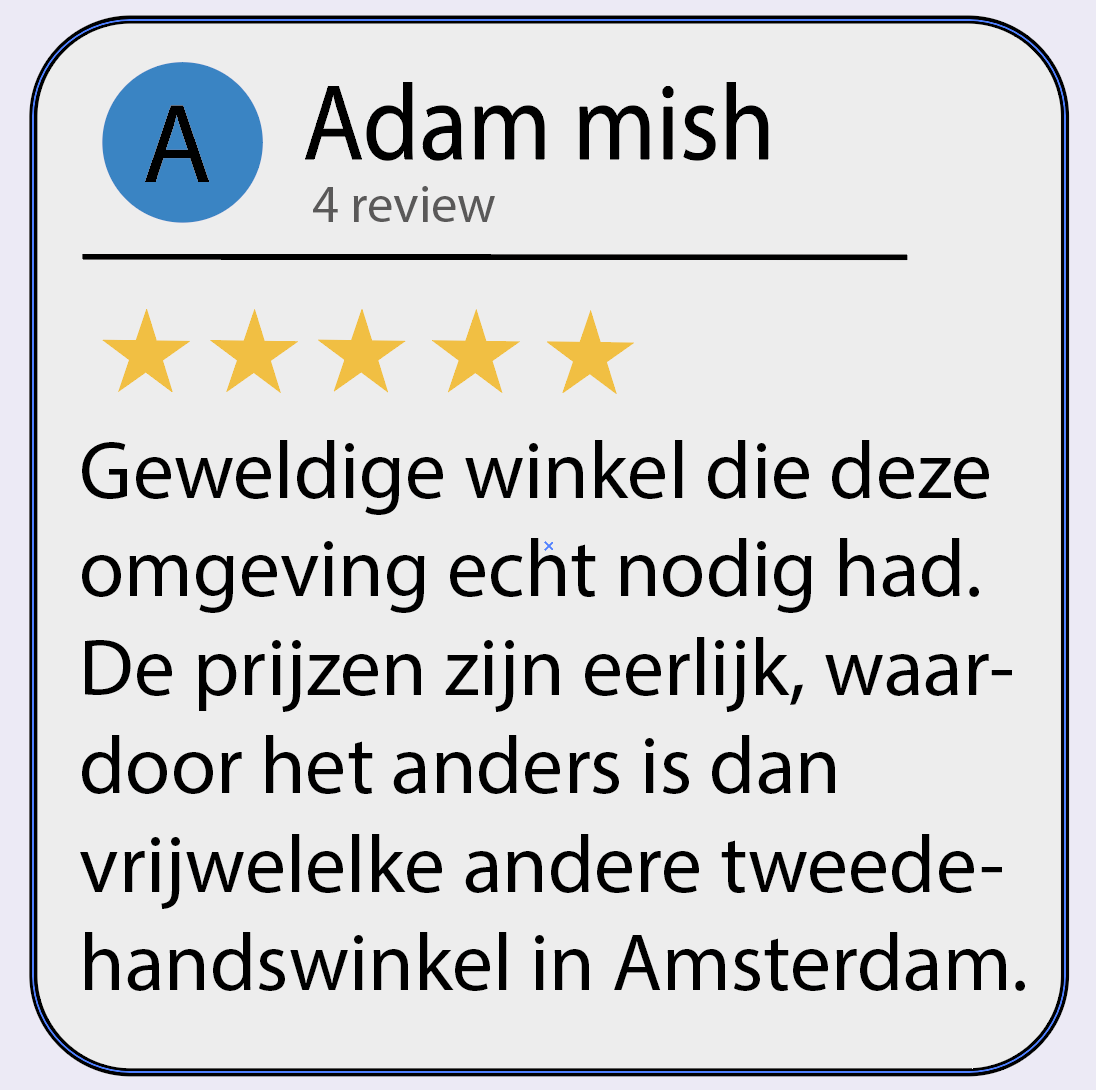 A
Adam mish
4 review
Geweldige winkel die deze
omgeving echt nodig had.
De prijzen zijn eerlijk, waar-
door het anders is dan
vrijwelelke andere tweede-
handswinkel in Amsterdam.